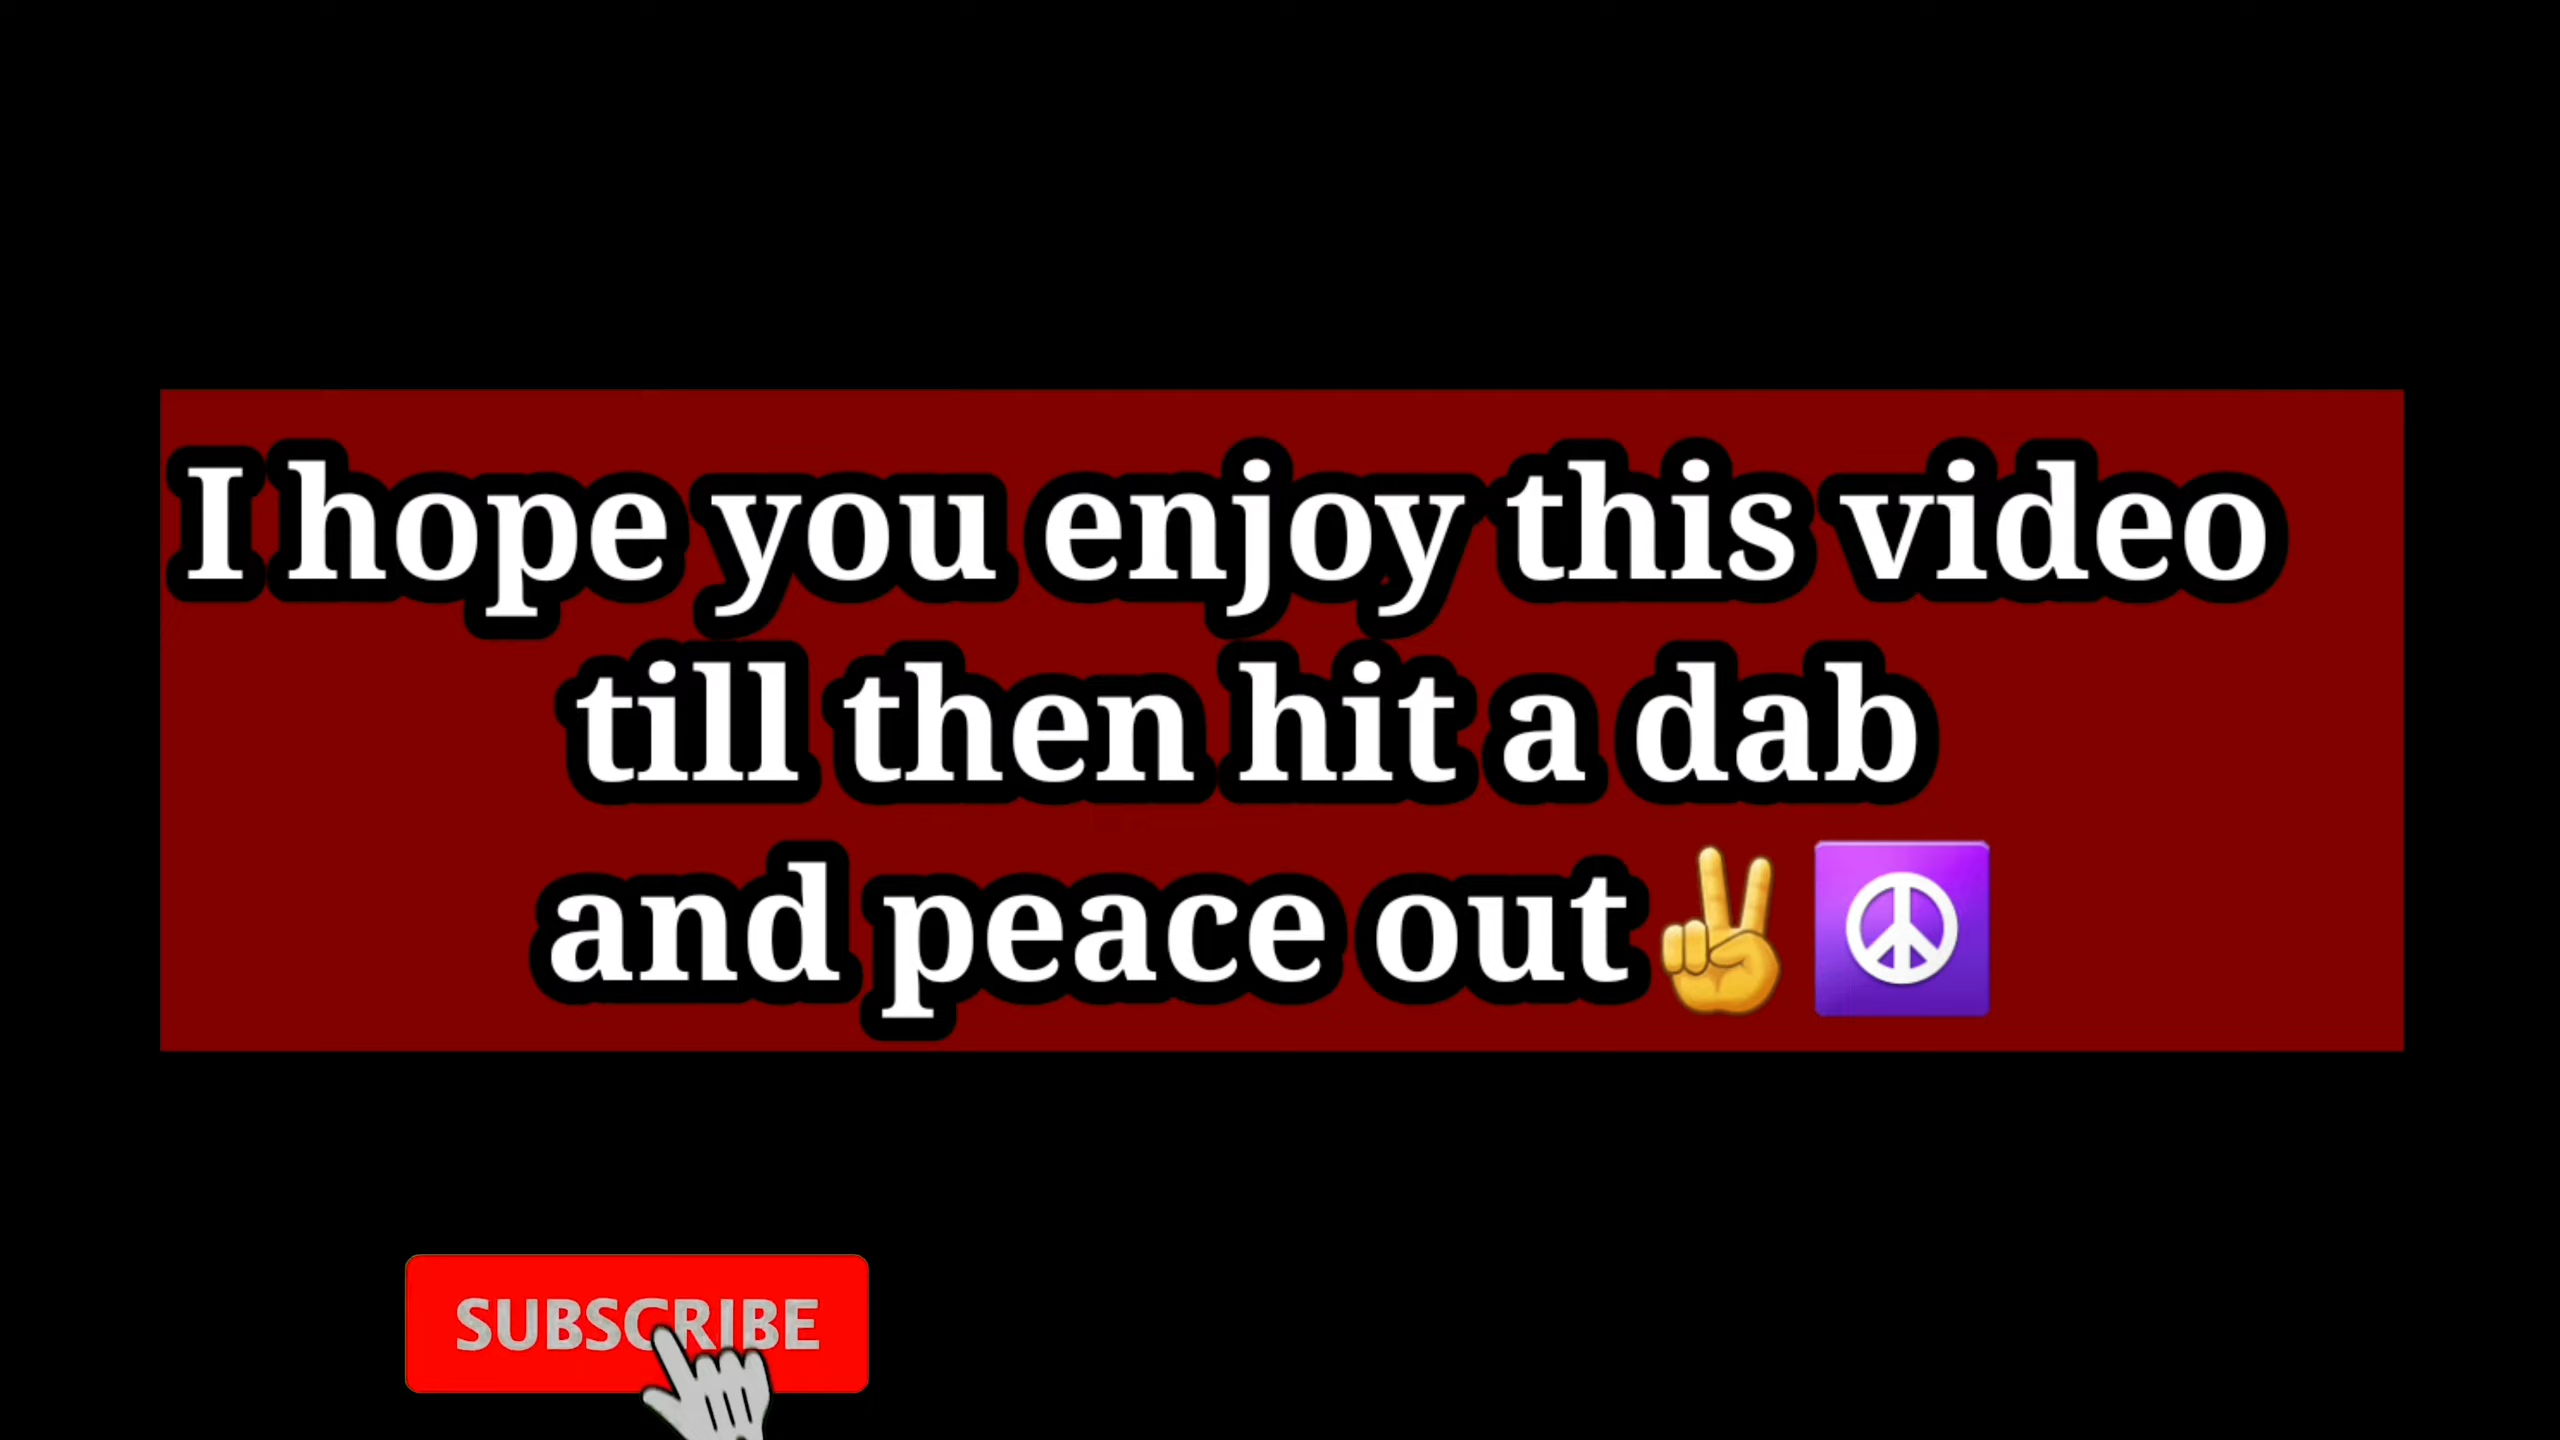 I hope you enjoy this video
till then hit a dab
and peace out✌☮
SUBSCRIBE